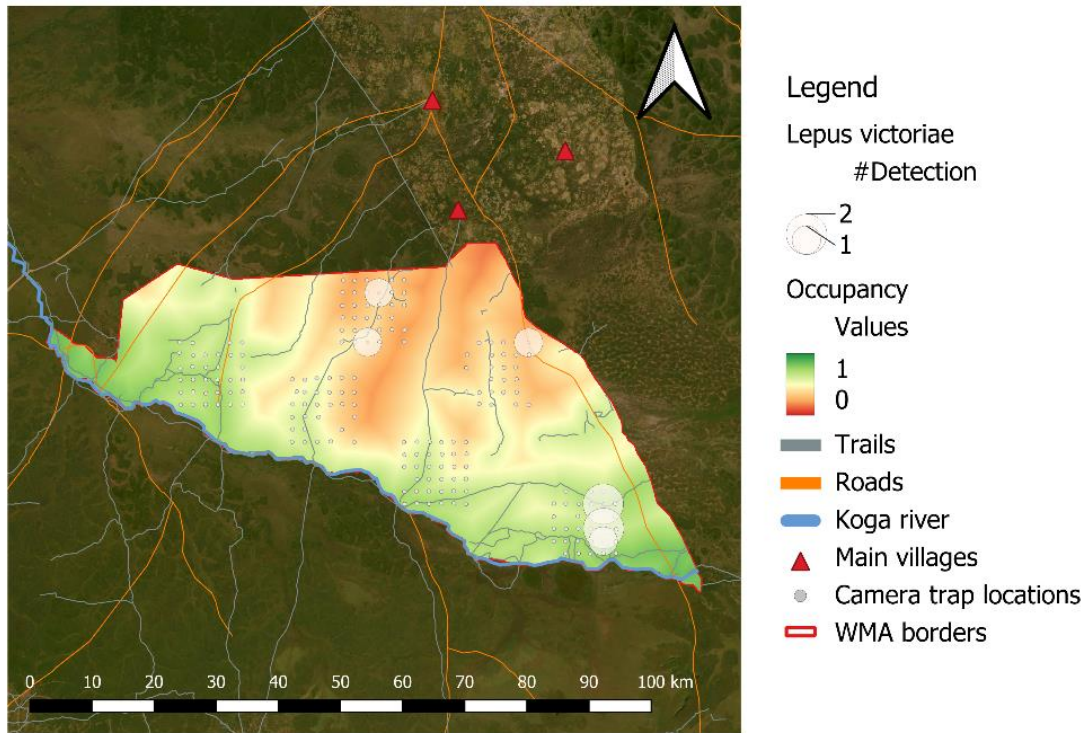 Legend
Lepus victoriae
#Detection
2
1
Occupancy
Values
1
0
Trails
Roads
Koga river
Main villages
Camera trap locations
WMA borders
0 10 20 30 40 50 60 70 80 90 100 km